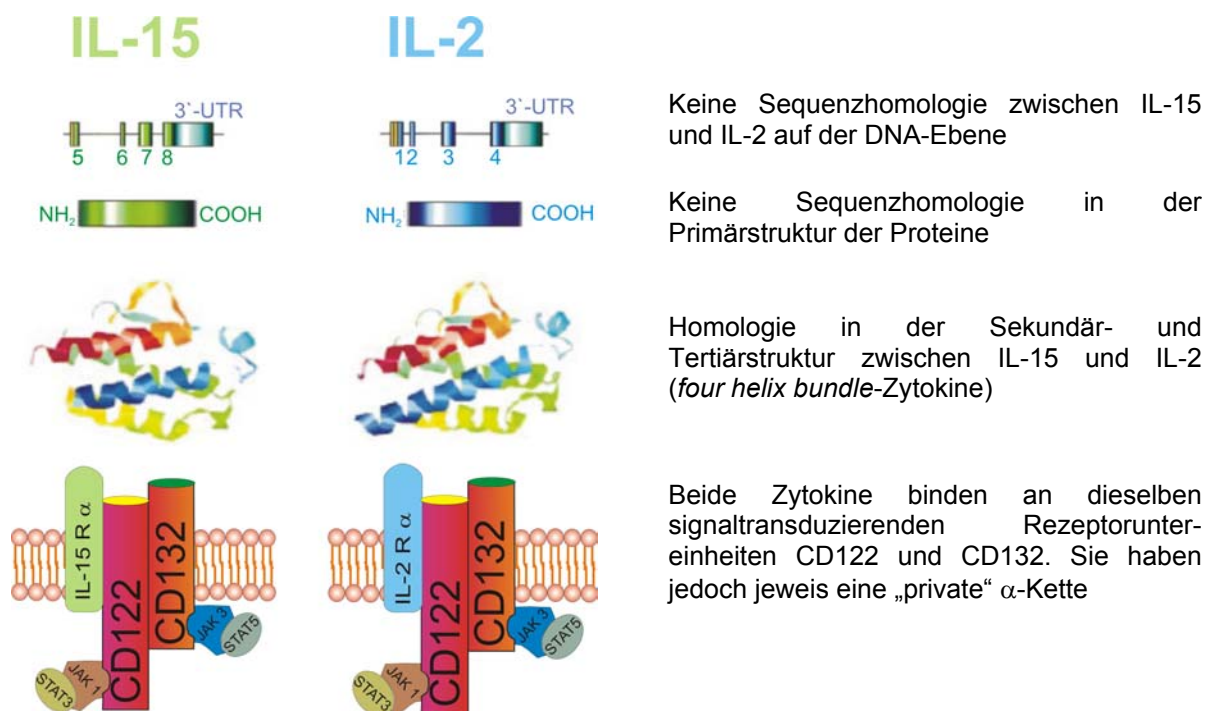 IL-15
IL-2
3`-UTR
5 6 7 8
3`-UTR
1 2 3 4
Keine Sequenzhomologie zwischen IL-15
und IL-2 auf der DNA-Ebene
NH2 COOH
NH2 COOH
Keine Sequenzhomologie in der
Primärstruktur der Proteine
Homologie in der Sekundär- und
Tertiärstruktur zwischen IL-15 und IL-2
(four helix bundle-Zytokine)
IL-15 R α
CD122
CD132
JAK 3
STAT5
JAK 1
STAT3
IL-2 R α
CD122
CD132
JAK 3
STAT5
JAK 1
STAT3
Beide Zytokine binden an dieselben
signaltransduzierenden Rezeptorunter-
einheiten CD122 und CD132. Sie haben
jedoch jeweis eine „private“ α-Kette